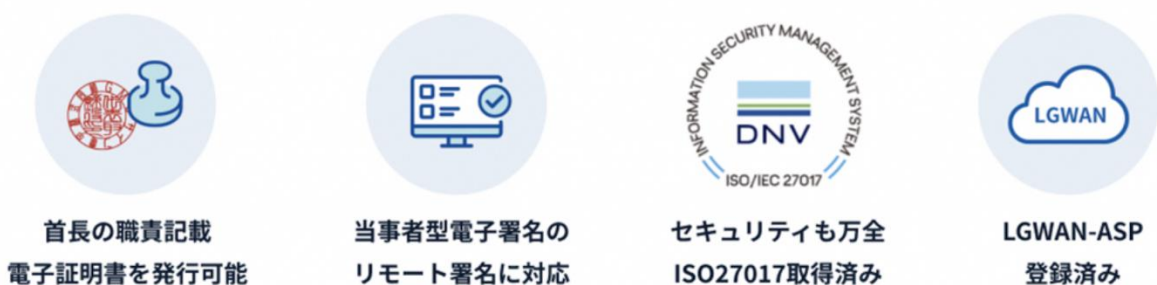 首長の職責記載
電子証明書を発行可能
当事者型電子署名の
リモート署名に対応
INFORMATION SECURITY MANAGEMENT SYSTEM
DNV
ISO/IEC 27017
セキュリティも万全
ISO27017取得済み
LGWAN
LGWAN-ASP
登録済み